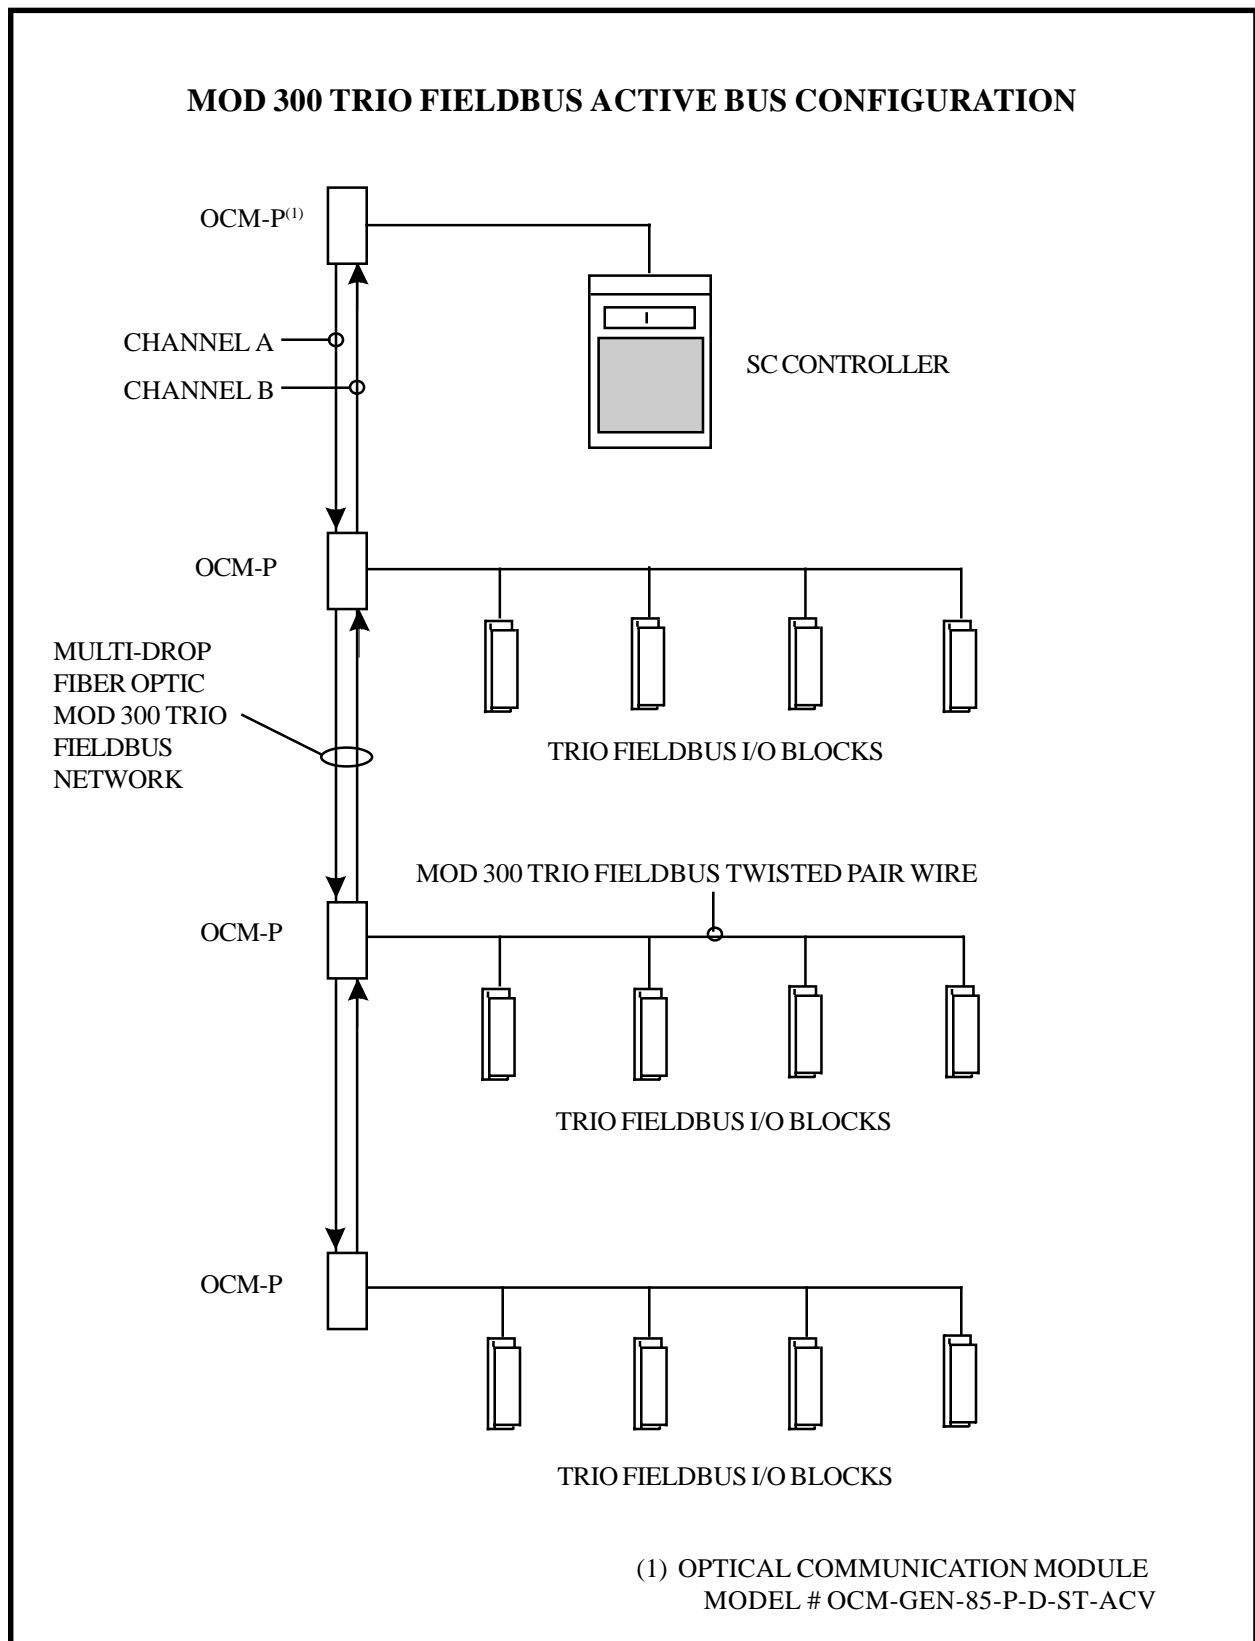 MOD 300 TRIO FIELDBUS ACTIVE BUS CONFIGURATION
OCM-P(1)
CHANNEL A
CHANNEL B
SC CONTROLLER
OCM-P
MULTI-DROP
FIBER OPTIC
MOD 300 TRIO
FIELDBUS
NETWORK
TRIO FIELDBUS I/O BLOCKS
MOD 300 TRIO FIELDBUS TWISTED PAIR WIRE
OCM-P
TRIO FIELDBUS I/O BLOCKS
OCM-P
TRIO FIELDBUS I/O BLOCKS
(1) OPTICAL COMMUNICATION MODULE
MODEL # OCM-GEN-85-P-D-ST-ACV